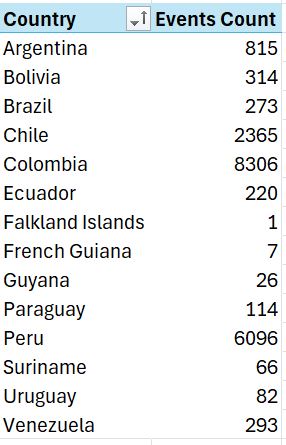 Country Events Count
Argentina 815
Bolivia 314
Brazil 273
Chile 2365
Colombia 8306
Ecuador 220
Falkland Islands 1
French Guiana 7
Guyana 26
Paraguay 114
Peru 6096
Suriname 66
Uruguay 82
Venezuela 293